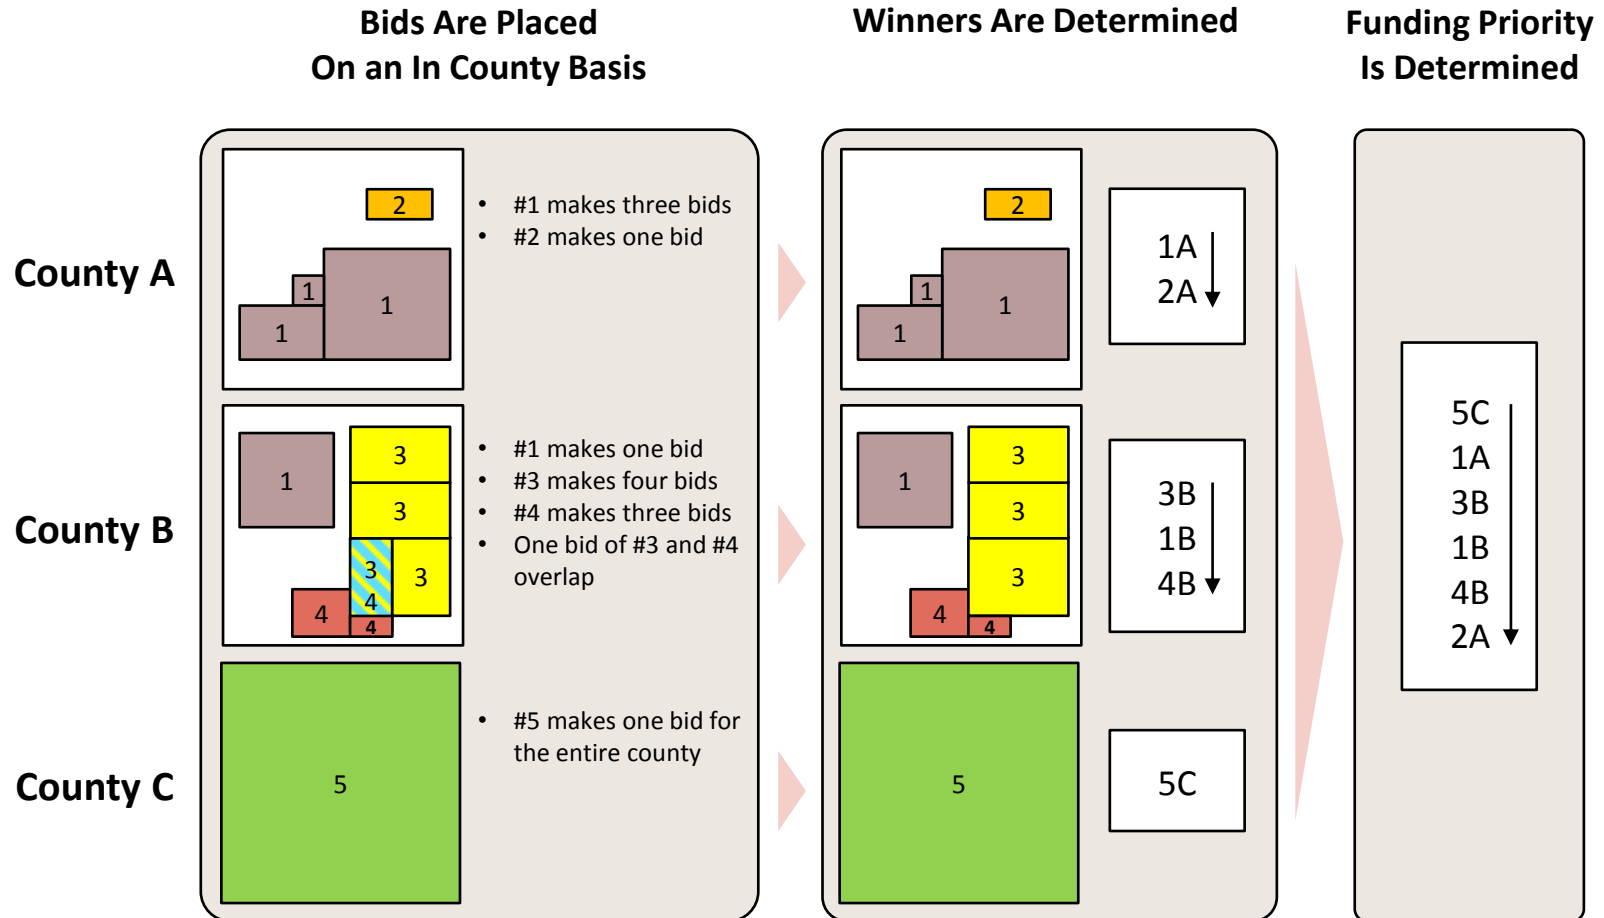 Bids Are Placed
On an In County Basis
Winners Are Determined
Funding Priority
Is Determined
County A
2
1
1
1
• #1 makes three bids
• #2 makes one bid
2
1
1
1
1A
2A
County B
1
3
3
3
4
3
4
4
• #1 makes one bid
• #3 makes four bids
• #4 makes three bids
• One bid of #3 and #4
overlap
1
3
3
3
4
4
3B
1B
4B
County C
5
• #5 makes one bid for
the entire county
5
5C
5C
1A
3B
1B
4B
2A